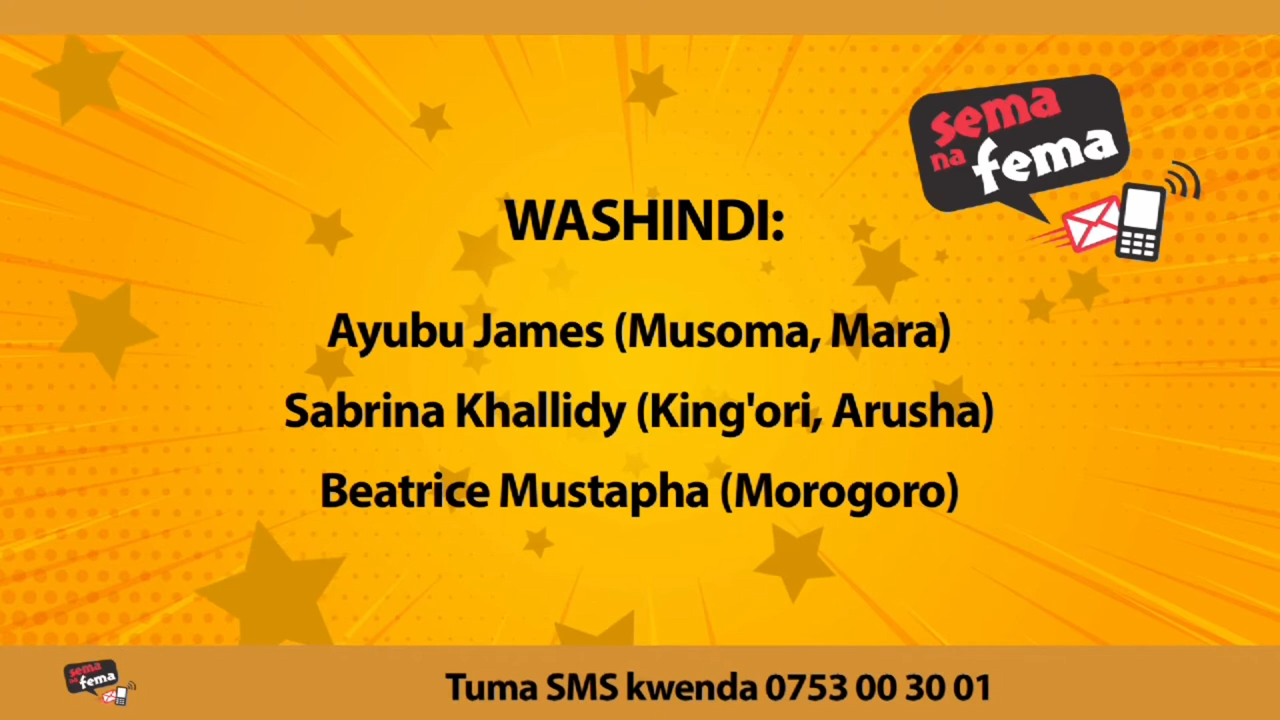 sema
na fema
WASHINDI:
Ayubu James (Musoma, Mara)
Sabrina Khallidy (King'ori, Arusha)
Beatrice Mustapha (Morogoro)
sema
na fema
Tuma SMS kwenda 0753 00 30 01